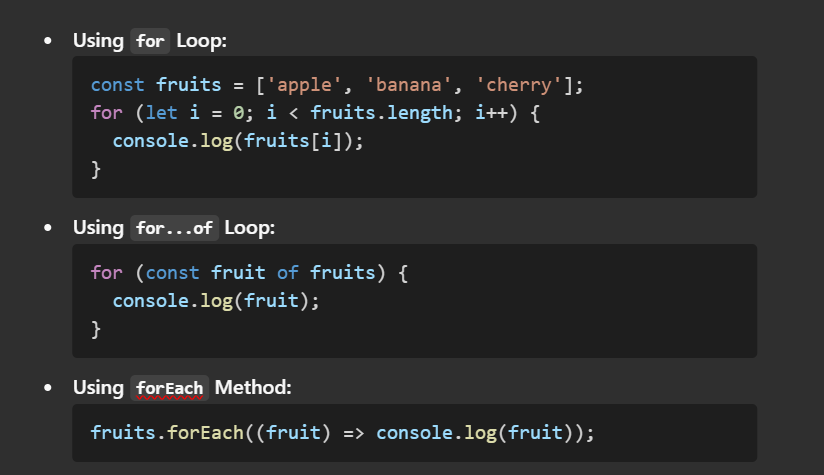 • Using for Loop:
const fruits = ['apple', 'banana', 'cherry'];
for (let i = 0; i < fruits.length; i++) {
  console.log(fruits[i]);
}
• Using for...of Loop:
for (const fruit of fruits) {
  console.log(fruit);
}
• Using forEach Method:
fruits.forEach((fruit) => console.log(fruit));